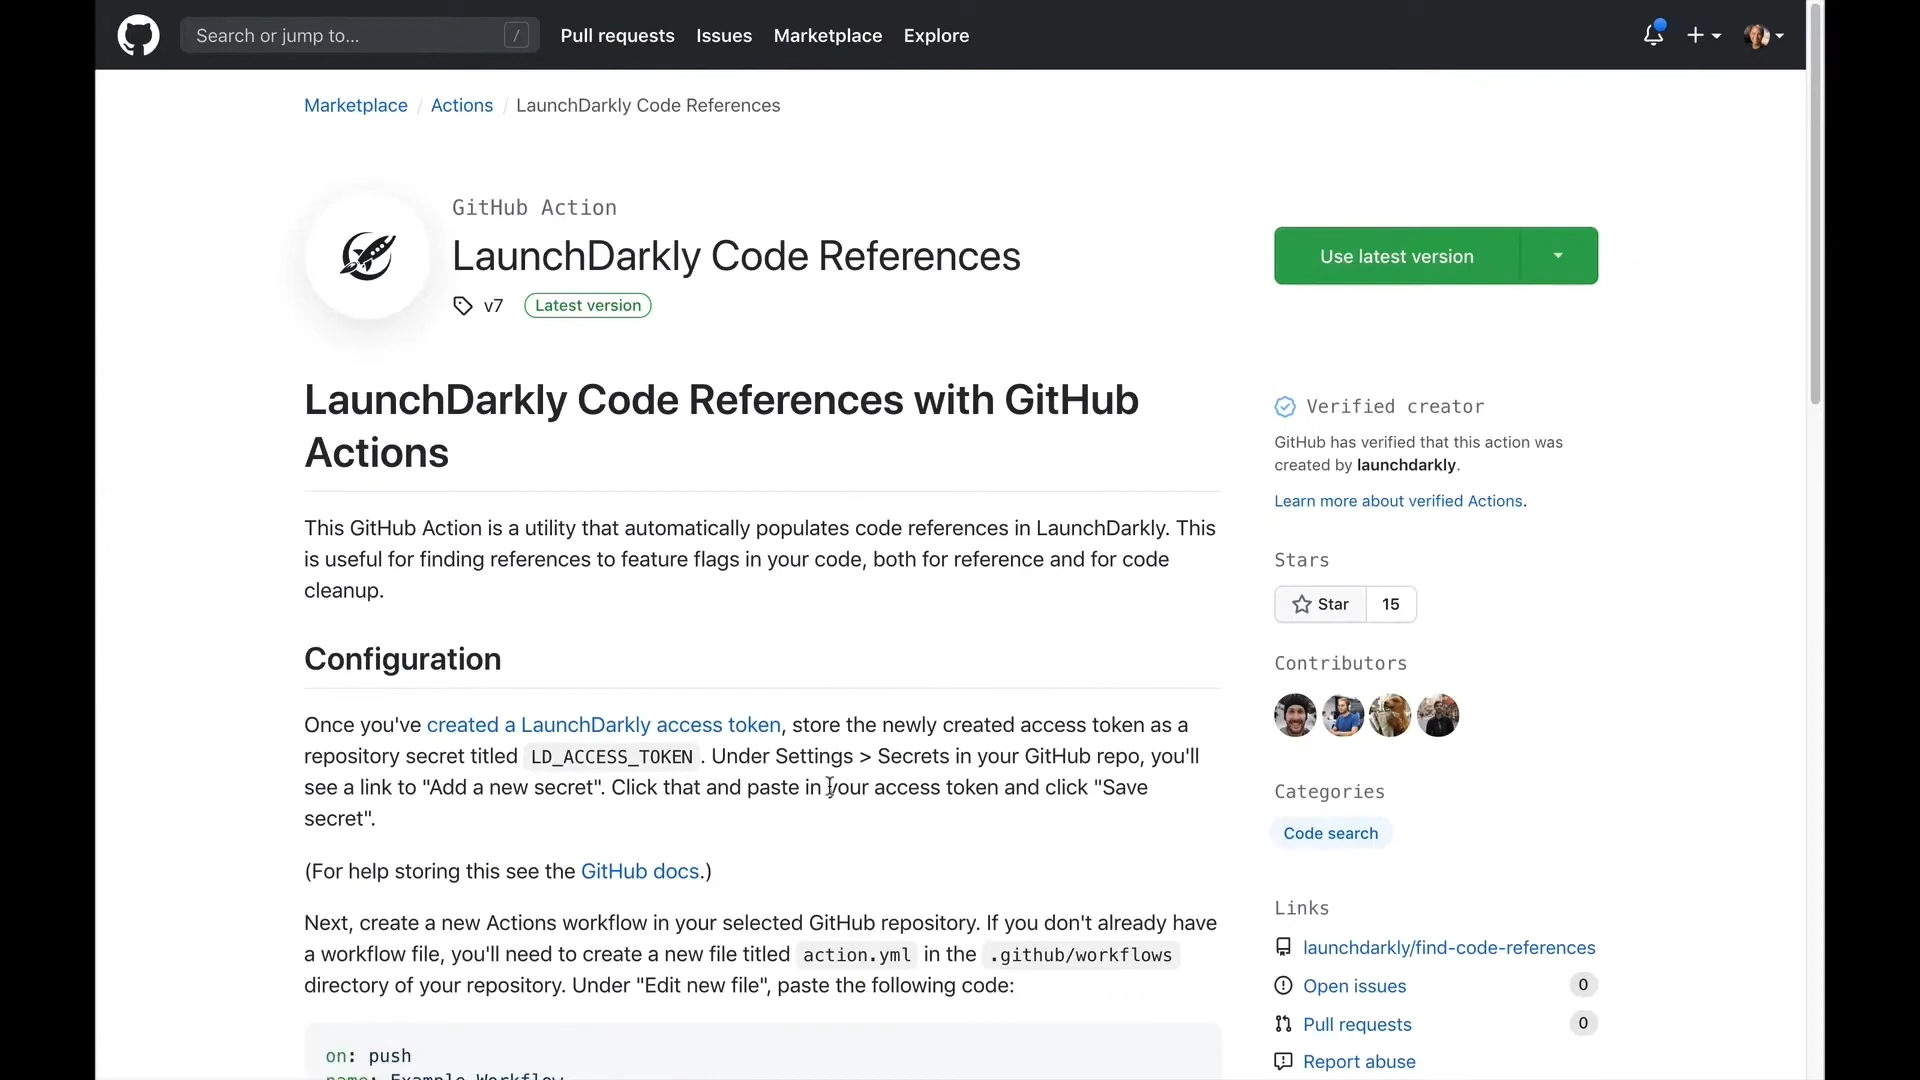 Search or jump to...
/
Pull requests
Issues
Marketplace
Explore
Marketplace / Actions / LaunchDarkly Code References
GitHub Action
LaunchDarkly Code References
v7
Latest version
Use latest version
LaunchDarkly Code References with GitHub
Actions
This GitHub Action is a utility that automatically populates code references in LaunchDarkly. This
is useful for finding references to feature flags in your code, both for reference and for code
cleanup.
Configuration
Once you've created a LaunchDarkly access token, store the newly created access token as a
repository secret titled LD_ACCESS_TOKEN . Under Settings > Secrets in your GitHub repo, you'll
see a link to "Add a new secret". Click that and paste in your access token and click "Save
secret".
(For help storing this see the GitHub docs.)
Next, create a new Actions workflow in your selected GitHub repository. If you don't already have
a workflow file, you'll need to create a new file titled action.yml in the .github/workflows
directory of your repository. Under "Edit new file", paste the following code:
on: push
name: Example Workflow
Verified creator
GitHub has verified that this action was
created by launchdarkly.
Learn more about verified Actions.
Stars
Star 15
Contributors
Categories
Code search
Links
launchdarkly/find-code-references
Open issues 0
Pull requests 0
Report abuse